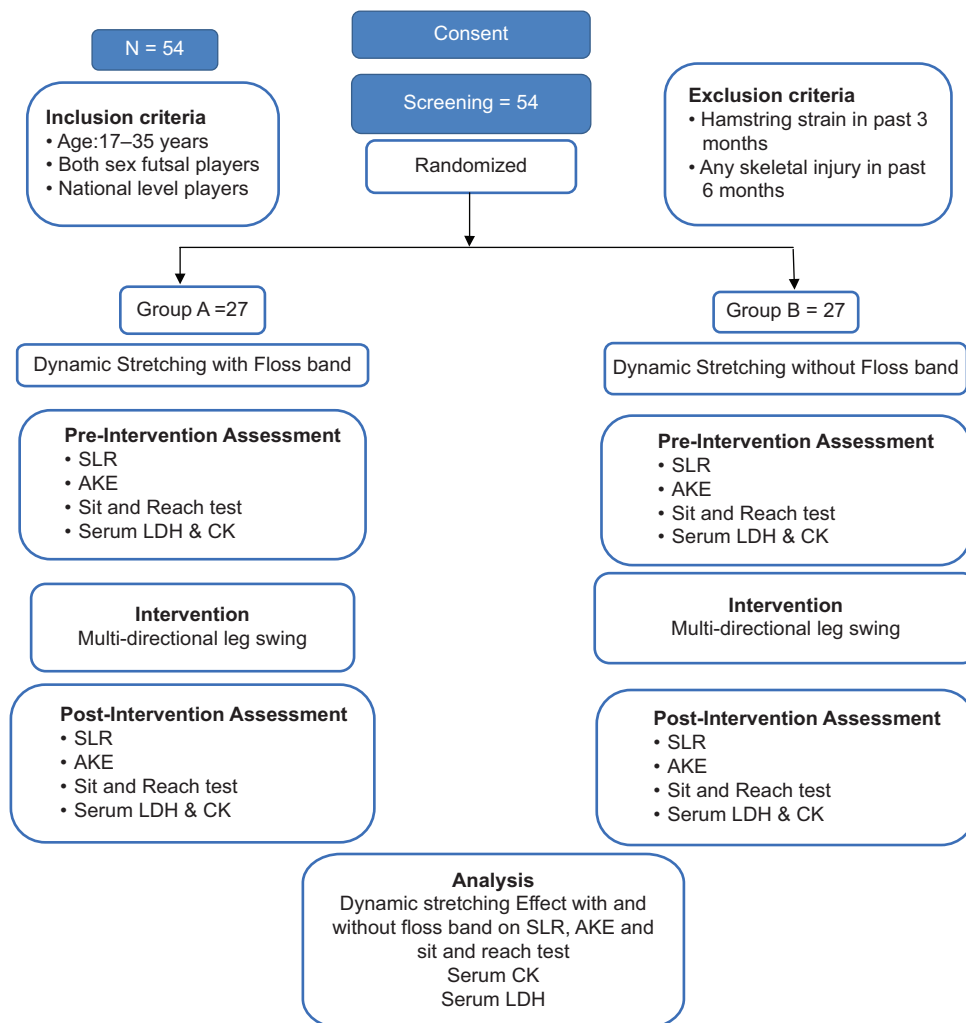 N = 54
Consent
Screening = 54
Randomized
Inclusion criteria
• Age:17–35 years
• Both sex futsal players
• National level players
Exclusion criteria
• Hamstring strain in past 3
months
• Any skeletal injury in past
6 months
Group A =27
Group B = 27
Dynamic Stretching with Floss band
Dynamic Stretching without Floss band
Pre-Intervention Assessment
• SLR
• AKE
• Sit and Reach test
• Serum LDH & CK
Pre-Intervention Assessment
• SLR
• AKE
• Sit and Reach test
• Serum LDH & CK
Intervention
Multi-directional leg swing
Intervention
Multi-directional leg swing
Post-Intervention Assessment
• SLR
• AKE
• Sit and Reach test
• Serum LDH & CK
Post-Intervention Assessment
• SLR
• AKE
• Sit and Reach test
• Serum LDH & CK
Analysis
Dynamic stretching Effect with and
without floss band on SLR, AKE and
sit and reach test
Serum CK
Serum LDH